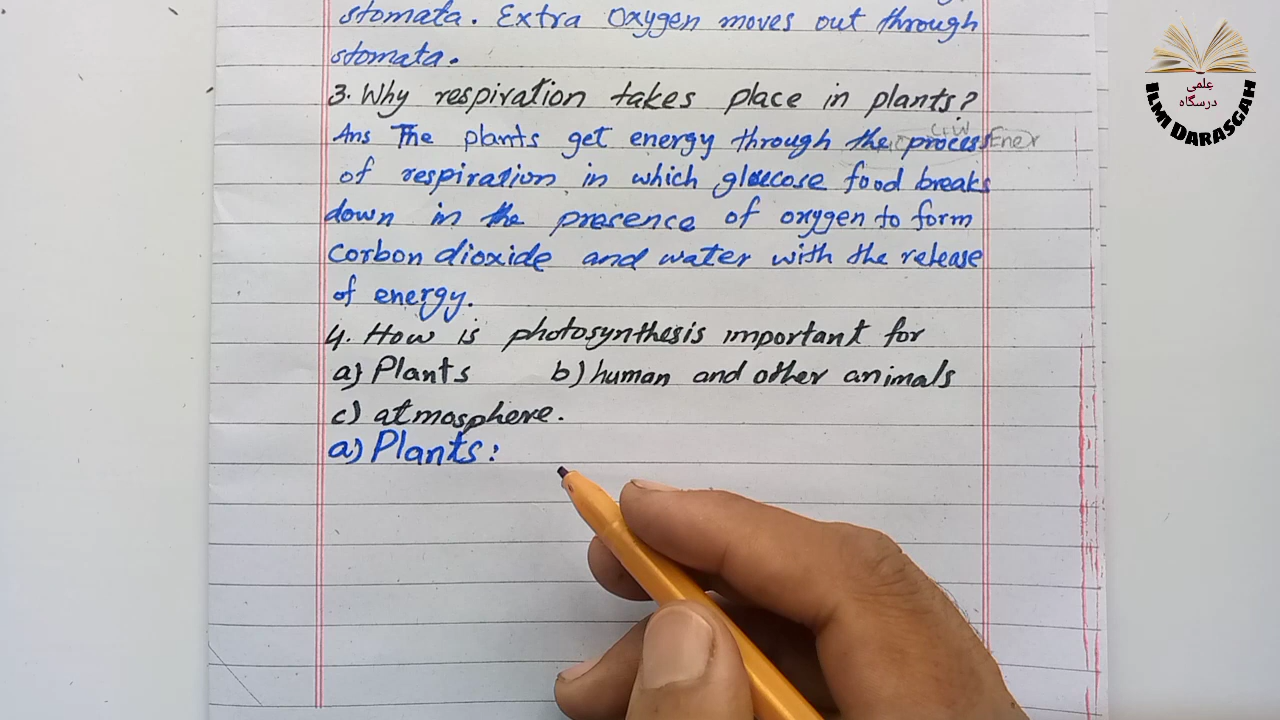 stomata. Extra Oxygen moves out through
stomata.
3. Why respiration takes place in plants?
Ans The plants get energy through the process
of respiration in which glucose food breaks
down in the presence of oxygen to form
Corbon dioxide and water with the release
of energy.
4. How is photosynthesis important for
a) Plants b) human and other animals
c) atmosphere.
a) Plants:
علمی
درسگاہ
ILMI DARASGAH